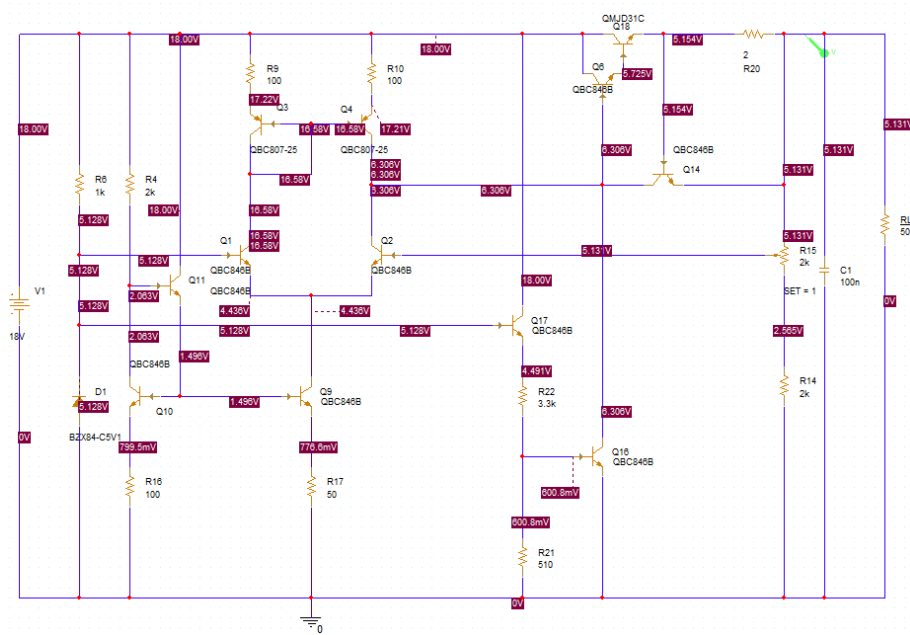 QMJD31C
Q18
18.00V
18.00V
5.154V
2
R20
R9
100
R10
100
Q6
5.725V
QBC846B
17.22V
Q3
Q4
5.154V
18.00V
16.58V
16.58V
17.21V
5.131V
QBC807-25
QBC807-25
6.306V
QBC846B
5.131V
6.306V
6.306V
Q14
5.131V
R6
1k
R4
2k
16.58V
5.306V
6.306V
18.00V
16.58V
5.128V
16.58V
16.58V
Q1
Q2
5.131V
5.131V
RL
50
5.128V
5.128V
QBC846B
QBC846B
R15
2k
Q11
QBC846B
18.00V
C1
100n
V1
2.063V
SET = 1
4.436V
4.436V
0V
5.128V
5.128V
5.128V
Q17
QBC846B
2.565V
18V
2.063V
1.496V
QBC846B
4.491V
D1
5.128V
Q10
1.496V
Q9
QBC846B
R22
3.3k
R14
2k
6.306V
BZX84-C5V1
0V
799.5mV
776.6mV
Q16
QBC846B
R16
100
R17
50
600.8mV
600.8mV
R21
510
0V
0